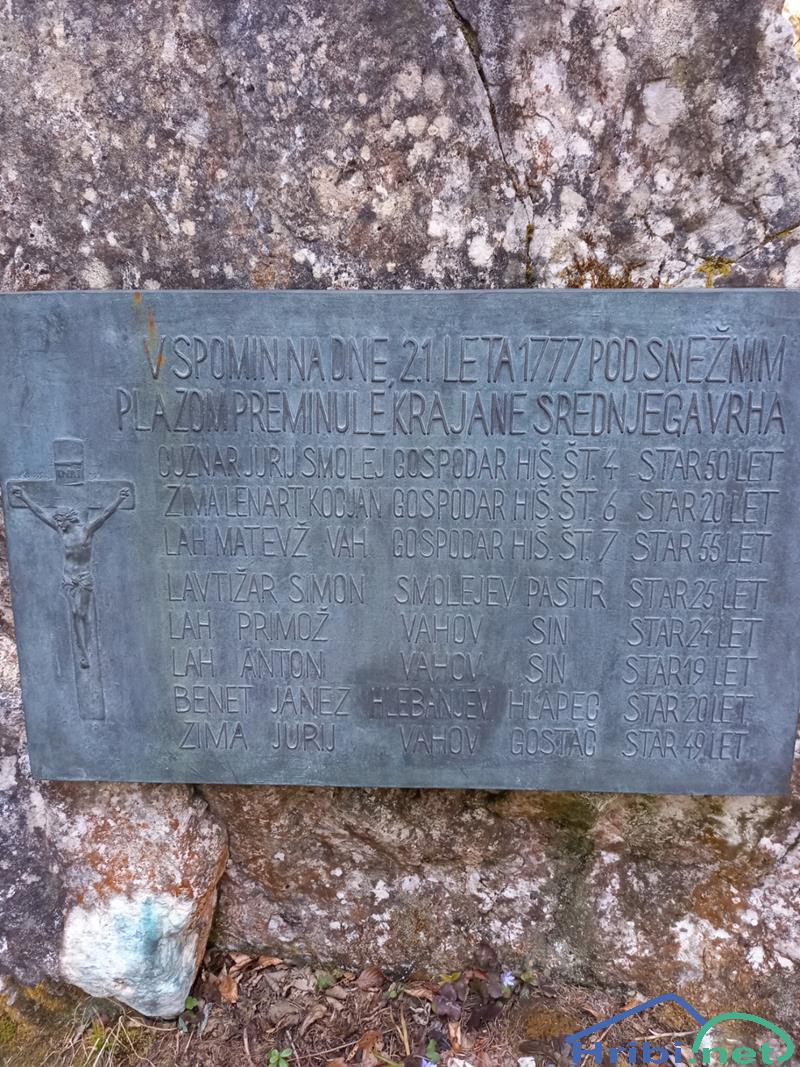 V SPOMIN NA DNE 2.1 LETA 1777 POD SNEŽNIM
PLAZOM PREMINULE KRAJANE SREDNJEGA VRHA
CUZNAR JURIJ SMOLEJ GOSPODAR HIŠ. ŠT. 4 STAR 50 LET
ZIMA LENART KOCJAN GOSPODAR HIŠ. ŠT. 6 STAR 20 LET
LAH MATEVŽ VAH GOSPODAR HIŠ. ŠT. 7 STAR 55 LET
LAVTIŽAR SIMON SMOLEJEV PASTIR STAR 25 LET
LAH PRIMOŽ VAHOV SIN STAR 24 LET
LAH ANTON VAHOV SIN STAR 19 LET
BENET JANEZ HLEBANJEV HLAPEC STAR 20 LET
ZIMA JURIJ VAHOV GOSTAČ STAR 49 LET
INRI
Hribi.net